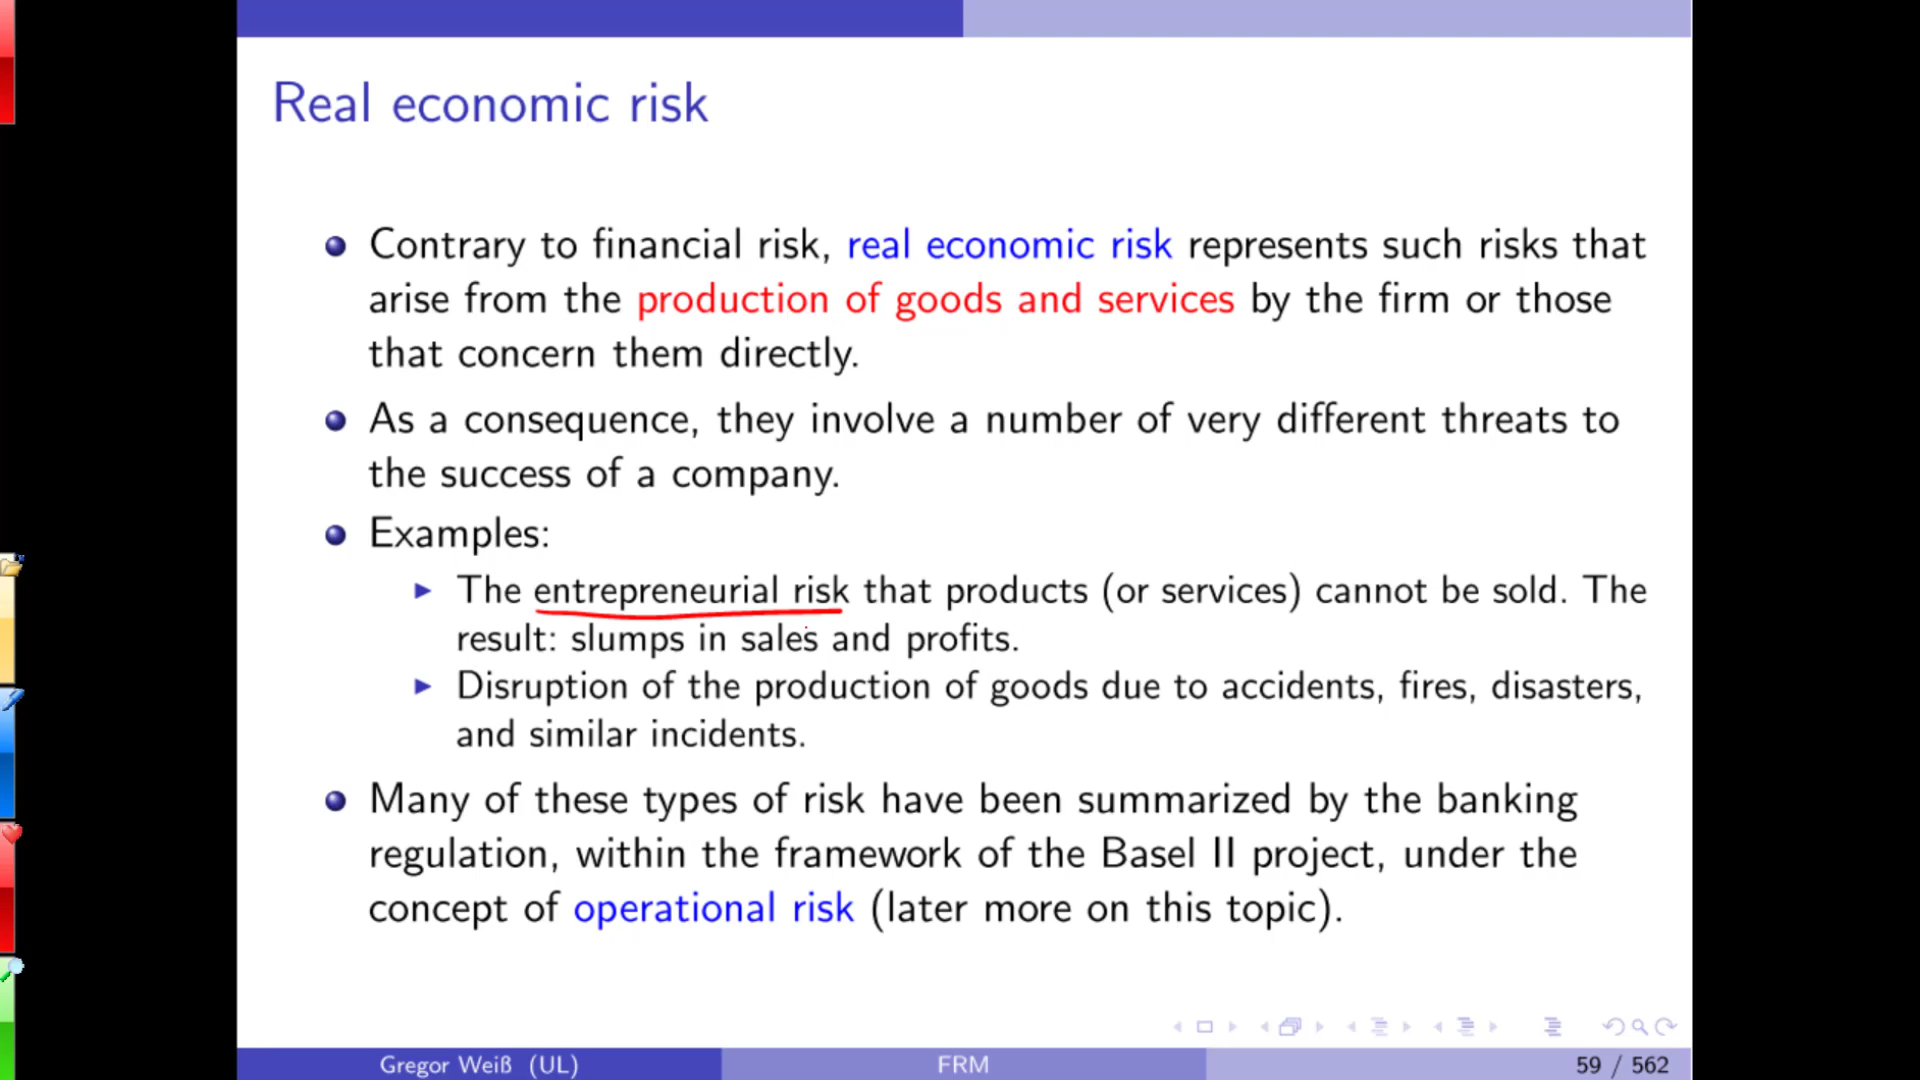 Real economic risk
Contrary to financial risk, real economic risk represents such risks that
arise from the production of goods and services by the firm or those
that concern them directly.
As a consequence, they involve a number of very different threats to
the success of a company.
Examples:
The entrepreneurial risk that products (or services) cannot be sold. The
result: slumps in sales and profits.
Disruption of the production of goods due to accidents, fires, disasters,
and similar incidents.
Many of these types of risk have been summarized by the banking
regulation, within the framework of the Basel II project, under the
concept of operational risk (later more on this topic).
Gregor Weiß (UL) FRM 59 / 562